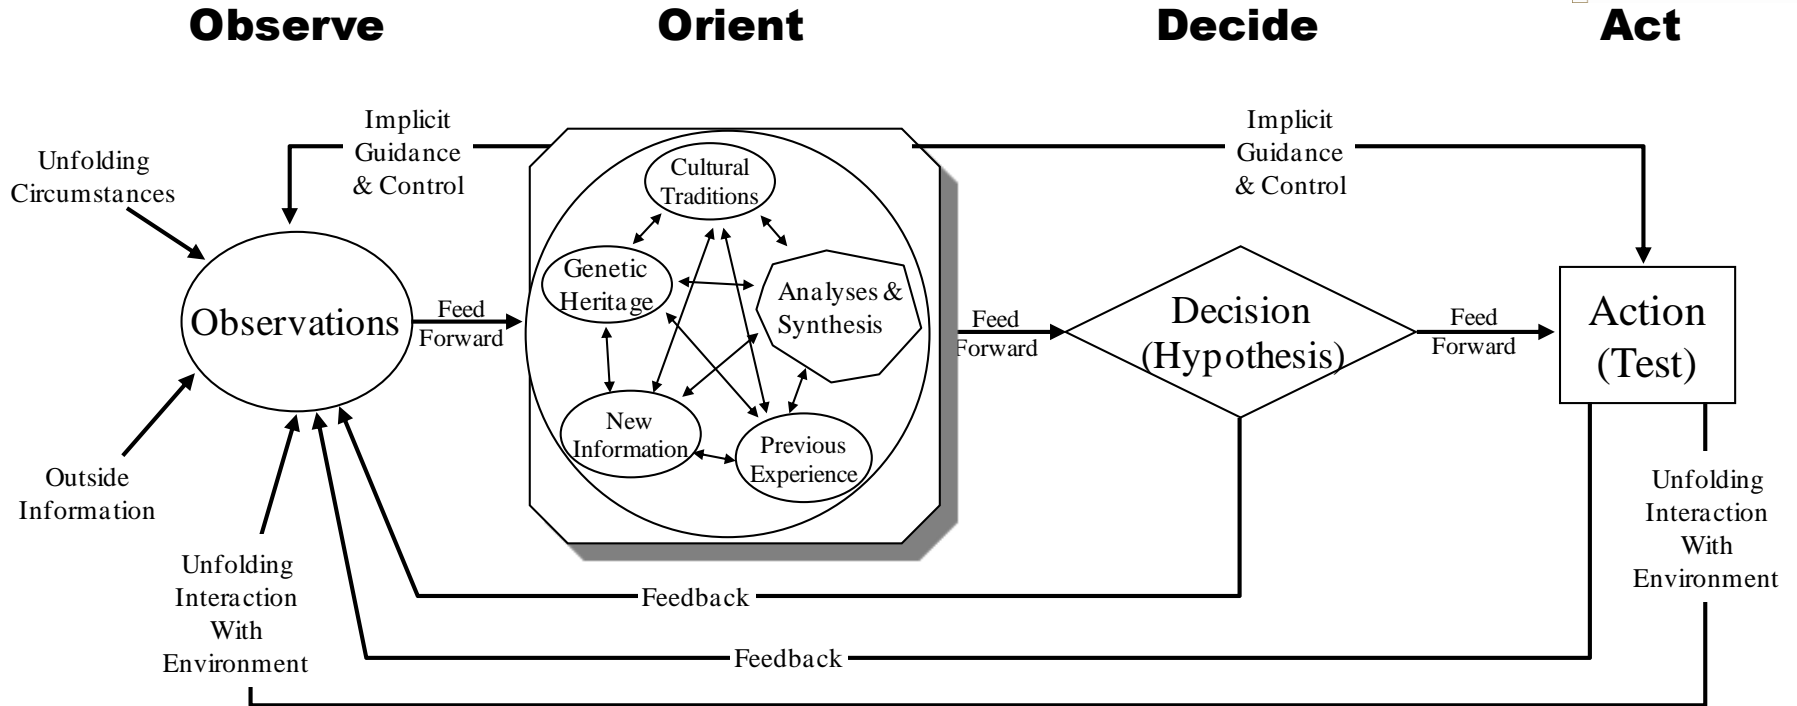 Observe
Orient
Decide
Act
Implicit
Guidance
& Control
Implicit
Guidance
& Control
Unfolding
Circumstances
Cultural
Traditions
Genetic
Heritage
Analyses &
Synthesis
New
Information
Previous
Experience
Observations
Feed
Forward
Feed
Forward
Decision
(Hypothesis)
Feed
Forward
Action
(Test)
Outside
Information
Unfolding
Interaction
With
Environment
Unfolding
Interaction
With
Environment
Feedback
Feedback